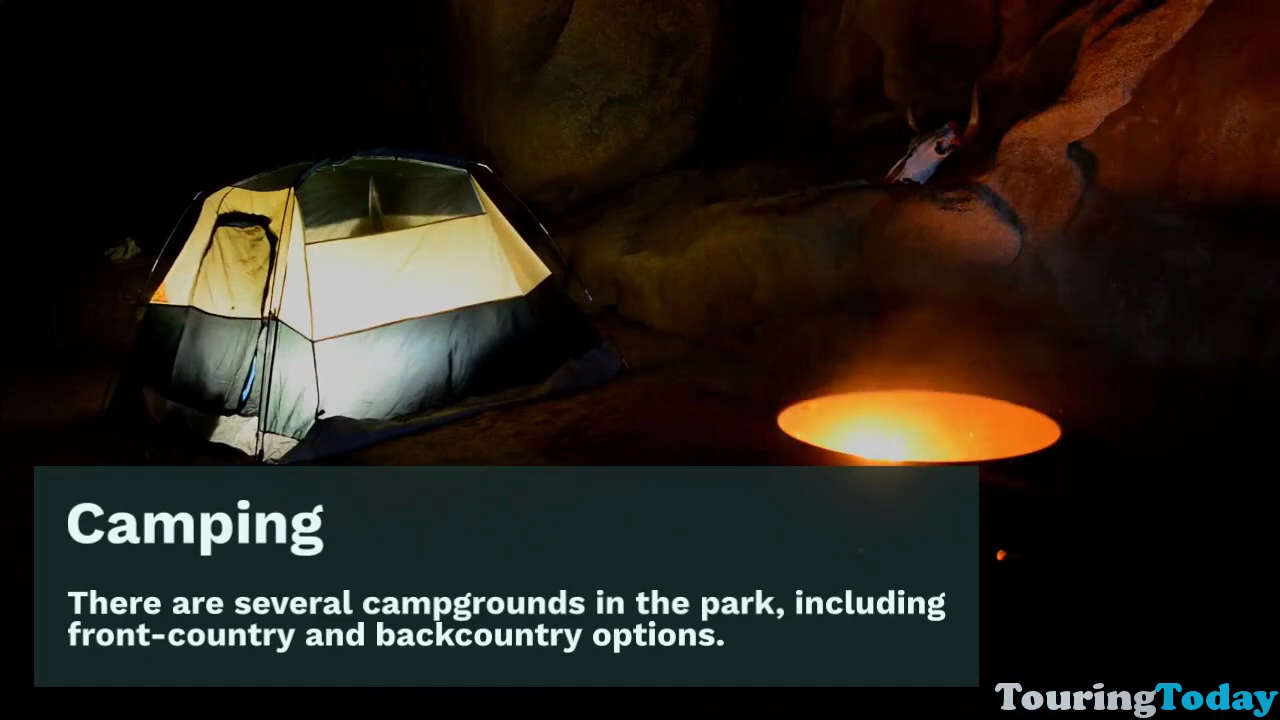 Camping
There are several campgrounds in the park, including
front-country and backcountry options.
TouringToday